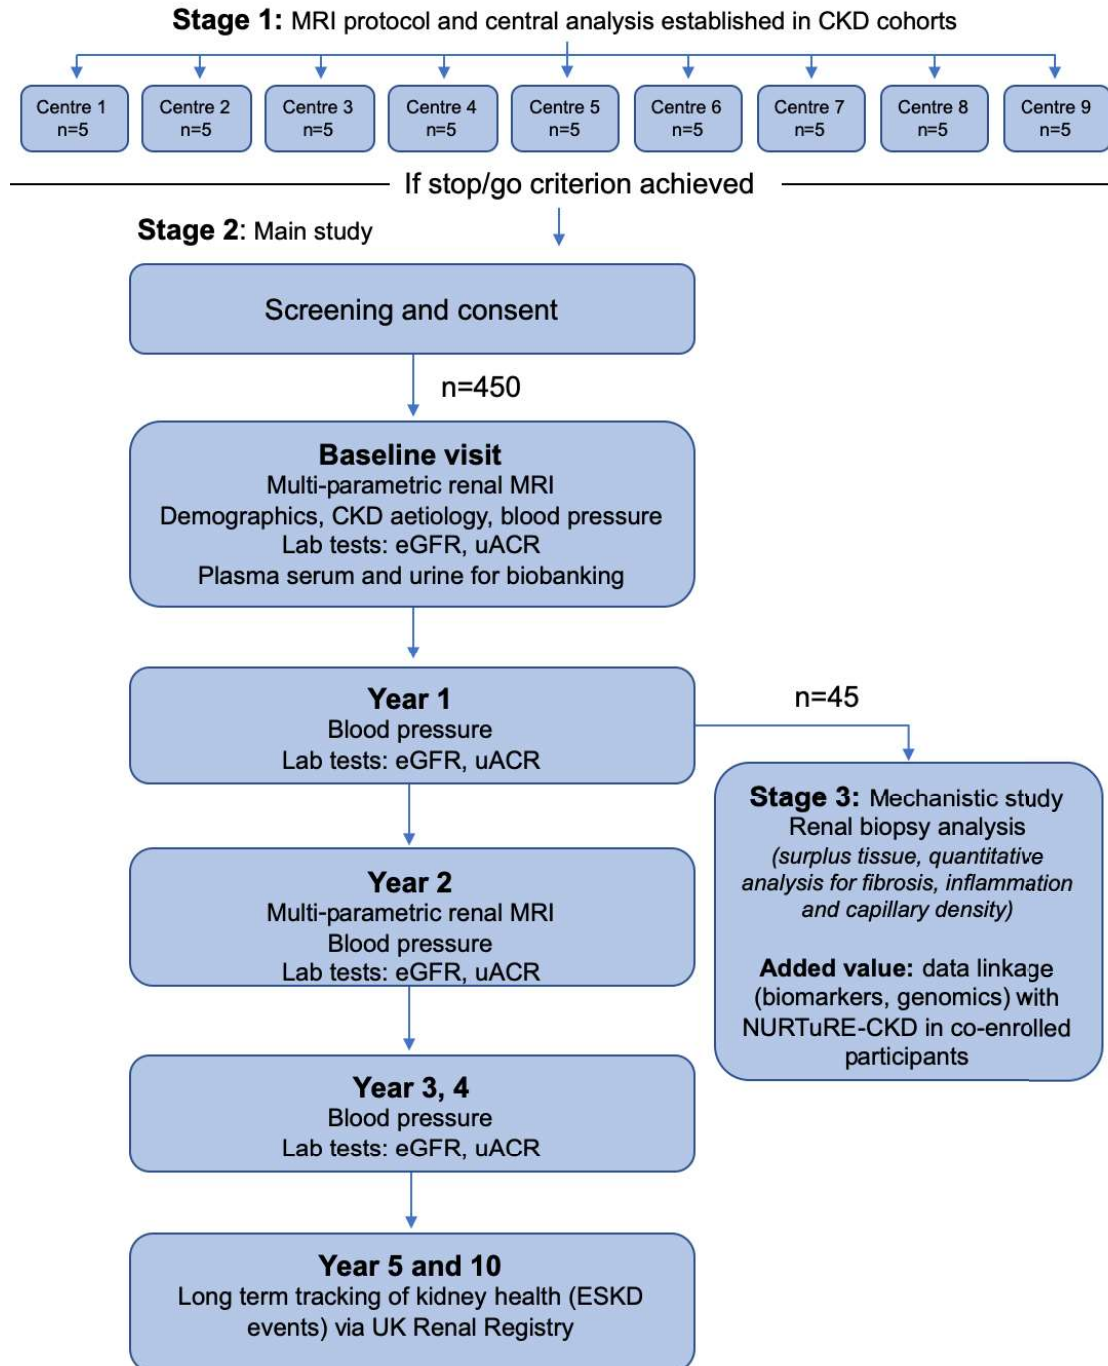 Stage 1: MRI protocol and central analysis established in CKD cohorts
Centre 1
n=5
Centre 2
n=5
Centre 3
n=5
Centre 4
n=5
Centre 5
n=5
Centre 6
n=5
Centre 7
n=5
Centre 8
n=5
Centre 9
n=5
If stop/go criterion achieved
Stage 2: Main study
Screening and consent
n=450
Baseline visit
Multi-parametric renal MRI
Demographics, CKD aetiology, blood pressure
Lab tests: eGFR, uACR
Plasma serum and urine for biobanking
Year 1
Blood pressure
Lab tests: eGFR, uACR
n=45
Stage 3: Mechanistic study
Renal biopsy analysis
(surplus tissue, quantitative
analysis for fibrosis, inflammation
and capillary density)
Added value: data linkage
(biomarkers, genomics) with
NURTuRE-CKD in co-enrolled
participants
Year 2
Multi-parametric renal MRI
Blood pressure
Lab tests: eGFR, uACR
Year 3, 4
Blood pressure
Lab tests: eGFR, uACR
Year 5 and 10
Long term tracking of kidney health (ESKD
events) via UK Renal Registry